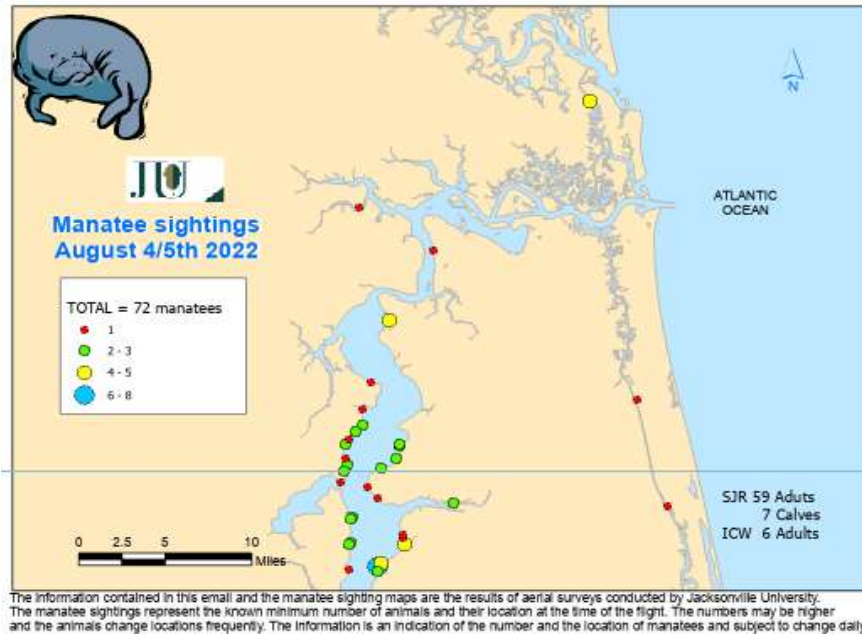 N
ATLANTIC
OCEAN
JU
Manatee sightings
August 4/5th 2022
TOTAL = 72 manatees
1
2 - 3
4 - 5
6 - 8
SJR 59 Aduts
7 Calves
ICW 6 Adults
0 2.5 5 10
Miles
The information contained in this email and the manatee sighting maps are the results of aerial surveys conducted by Jacksonville University.
The manatee sightings represent the known minimum number of animals and their location at the time of the flight. The numbers may be higher
and the animals change locations frequently. The information is an indication of the number and the location of manatees and subject to change daily